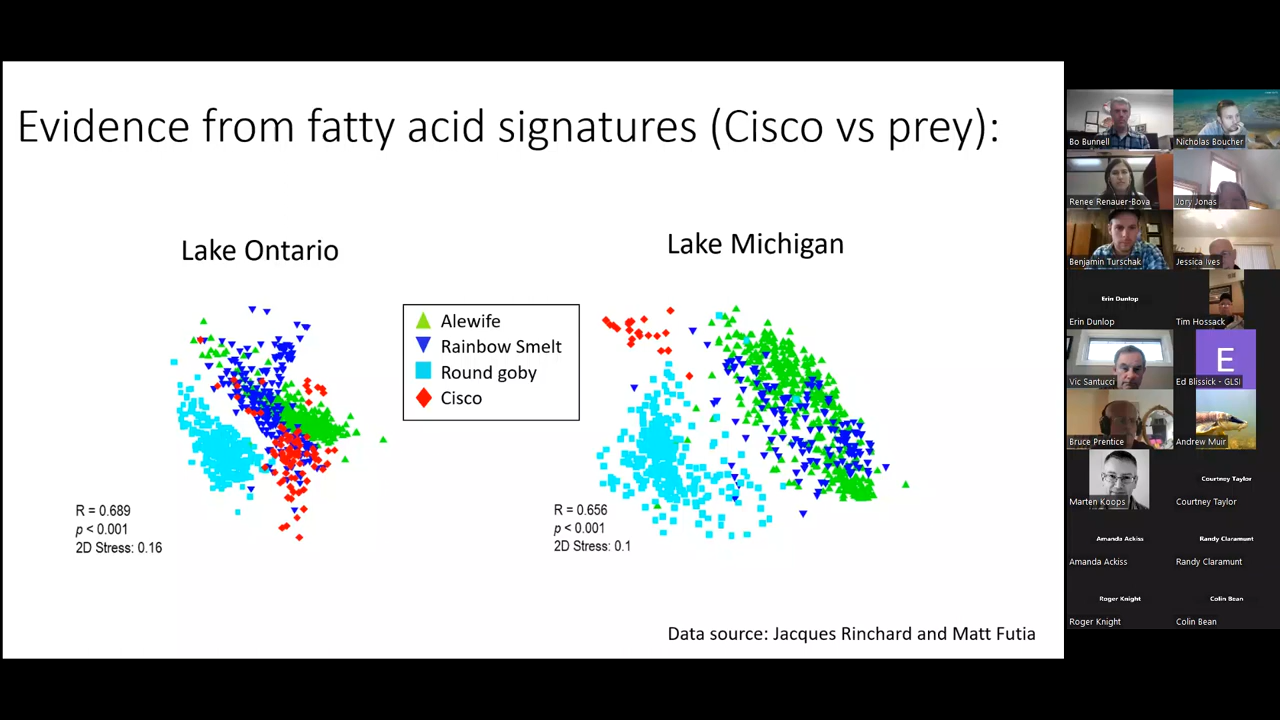 Evidence from fatty acid signatures (Cisco vs prey):
Lake Ontario
Lake Michigan
Alewife
Rainbow Smelt
Round goby
Cisco
R = 0.689
p < 0.001
2D Stress: 0.16
R = 0.656
p < 0.001
2D Stress: 0.1
Data source: Jacques Rinchard and Matt Futia
Bo Bunnell
Nicholas Boucher
Renee Renauer-Bova
Jory Jonas
Benjamin Turschak
Jessica Ives
Erin Dunlop
Erin Dunlop
Tim Hossack
Vic Santucci
E
Ed Blissick - GLSI
Bruce Prentice
Andrew Muir
Marten Koops
Courtney Taylor
Courtney Taylor
Amanda Ackiss
Amanda Ackiss
Randy Claramunt
Randy Claramunt
Roger Knight
Roger Knight
Colin Bean
Colin Bean